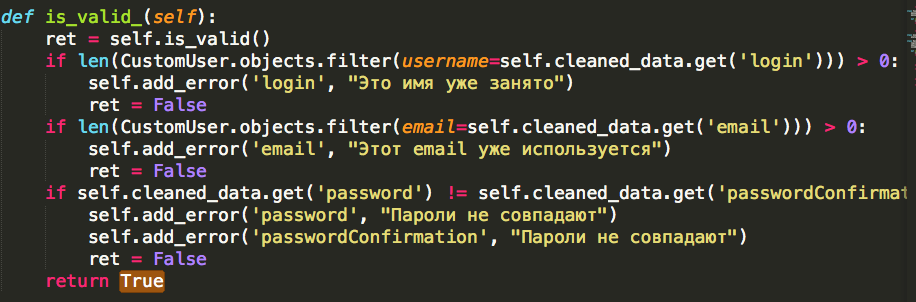 def is_valid_(self):
    ret = self.is_valid()
    if len(CustomUser.objects.filter(username=self.cleaned_data.get('login'))) > 0:
        self.add_error('login', "Это имя уже занято")
        ret = False
    if len(CustomUser.objects.filter(email=self.cleaned_data.get('email'))) > 0:
        self.add_error('email', "Этот email уже используется")
        ret = False
    if self.cleaned_data.get('password') != self.cleaned_data.get('passwordConfirmat
        self.add_error('password', "Пароли не совпадают")
        self.add_error('passwordConfirmation', "Пароли не совпадают")
        ret = False
    return True